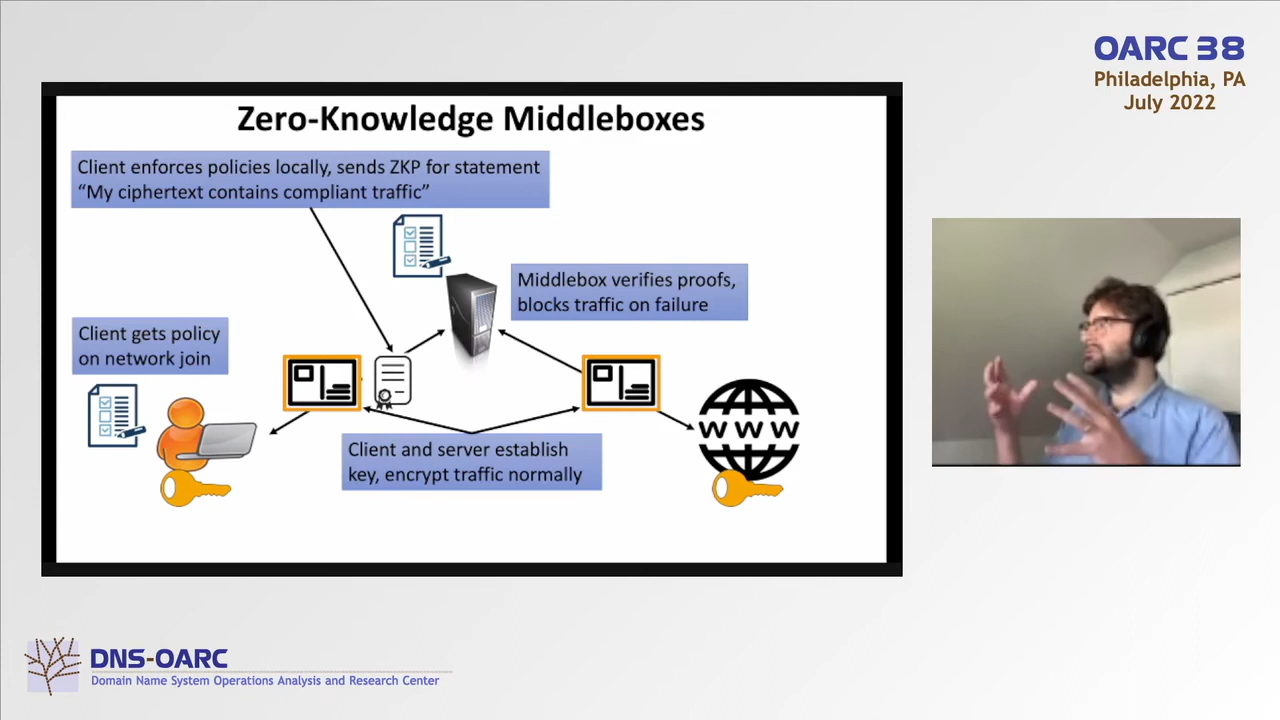 OARC 38
Philadelphia, PA
July 2022
Zero-Knowledge Middleboxes
Client enforces policies locally, sends ZKP for statement
“My ciphertext contains compliant traffic”
Middlebox verifies proofs,
blocks traffic on failure
Client gets policy
on network join
W W W
Client and server establish
key, encrypt traffic normally
DNS-OARC
Domain Name System Operations Analysis and Research Center